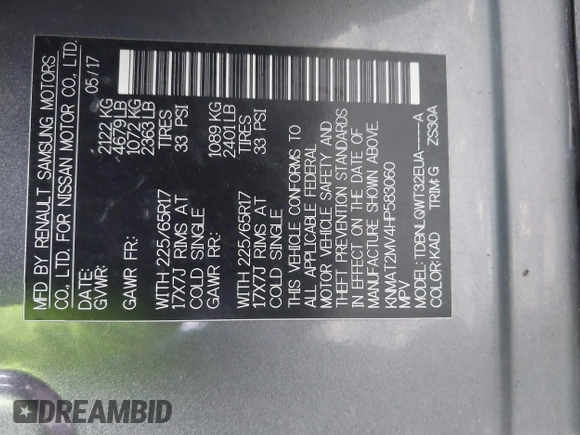 MFD BY RENAULT SAMSUNG MOTORS
CO., LTD. FOR NISSAN MOTOR CO., LTD.
DATE: 05/17
GVWR: 2122 KG
4679 LB
GAWR FR: 1072 KG
2363 LB
WITH 225/65R17 TIRES
17X7J RIMS AT 33 PSI
COLD SINGLE
GAWR RR: 1089 KG
2401 LB
WITH 225/65R17 TIRES
17X7J RIMS AT 33 PSI
COLD SINGLE
THIS VEHICLE CONFORMS TO
ALL APPLICABLE FEDERAL
MOTOR VEHICLE SAFETY AND
THEFT PREVENTION STANDARDS
IN EFFECT ON THE DATE OF
MANUFACTURE SHOWN ABOVE.
KNMAT2MV4HP583060
MPV
MODEL: TDBNLQWT32EUA-----A
COLOR:KAD TRIM:G ZS30A
DREAMBID